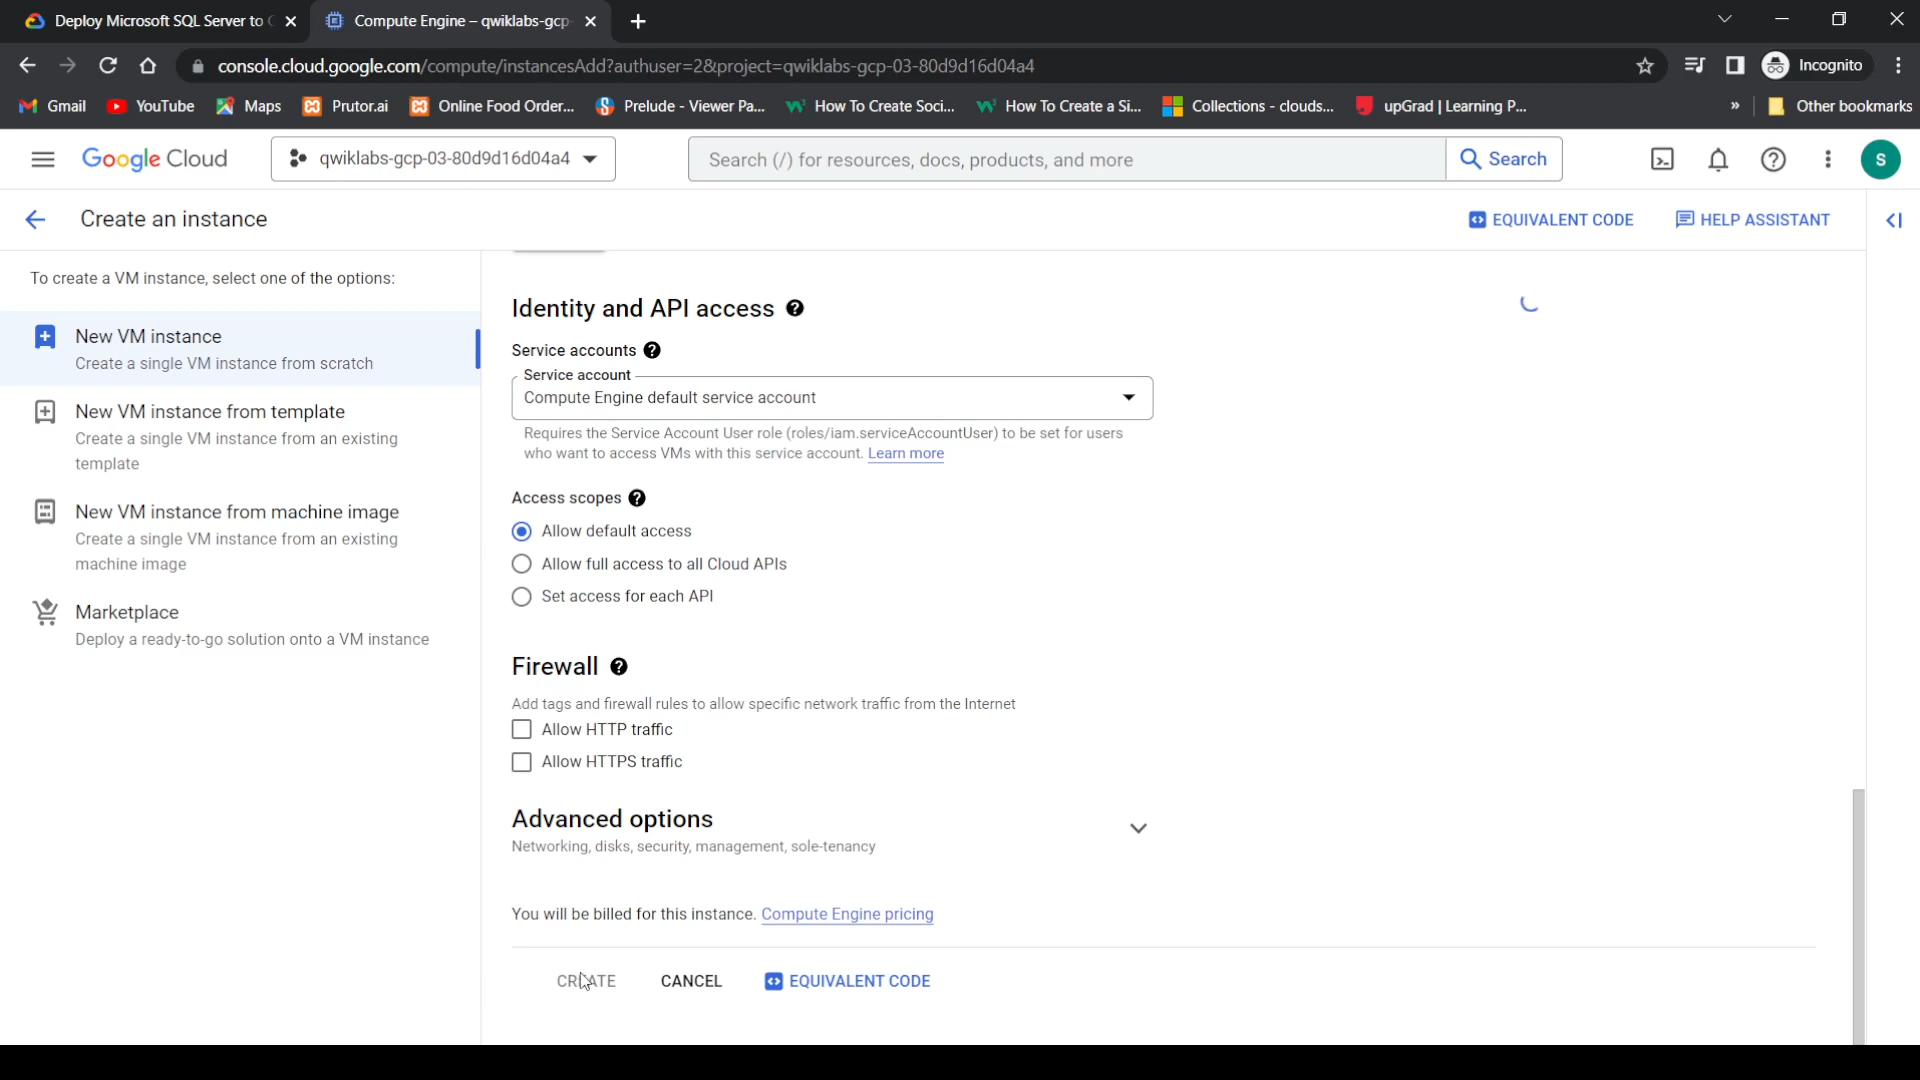 Deploy Microsoft SQL Server to
Compute Engine – qwiklabs-gcp-
console.cloud.google.com/compute/instancesAdd?authuser=2&project=qwiklabs-gcp-03-80d9d16d04a4
Incognito
Gmail
YouTube
Maps
Prutor.ai
Online Food Order...
Prelude - Viewer Pa...
How To Create Soci...
How To Create a Si...
Collections - clouds...
upGrad | Learning P...
»
Other bookmarks
Google Cloud
qwiklabs-gcp-03-80d9d16d04a4
Search (/) for resources, docs, products, and more
Search
S
Create an instance
EQUIVALENT CODE
HELP ASSISTANT
To create a VM instance, select one of the options:
New VM instance
Create a single VM instance from scratch
New VM instance from template
Create a single VM instance from an existing
template
New VM instance from machine image
Create a single VM instance from an existing
machine image
Marketplace
Deploy a ready-to-go solution onto a VM instance
Identity and API access
Service accounts
Service account
Compute Engine default service account
Requires the Service Account User role (roles/iam.serviceAccountUser) to be set for users
who want to access VMs with this service account. Learn more
Access scopes
Allow default access
Allow full access to all Cloud APIs
Set access for each API
Firewall
Add tags and firewall rules to allow specific network traffic from the Internet
Allow HTTP traffic
Allow HTTPS traffic
Advanced options
Networking, disks, security, management, sole-tenancy
You will be billed for this instance. Compute Engine pricing
CREATE
CANCEL
EQUIVALENT CODE